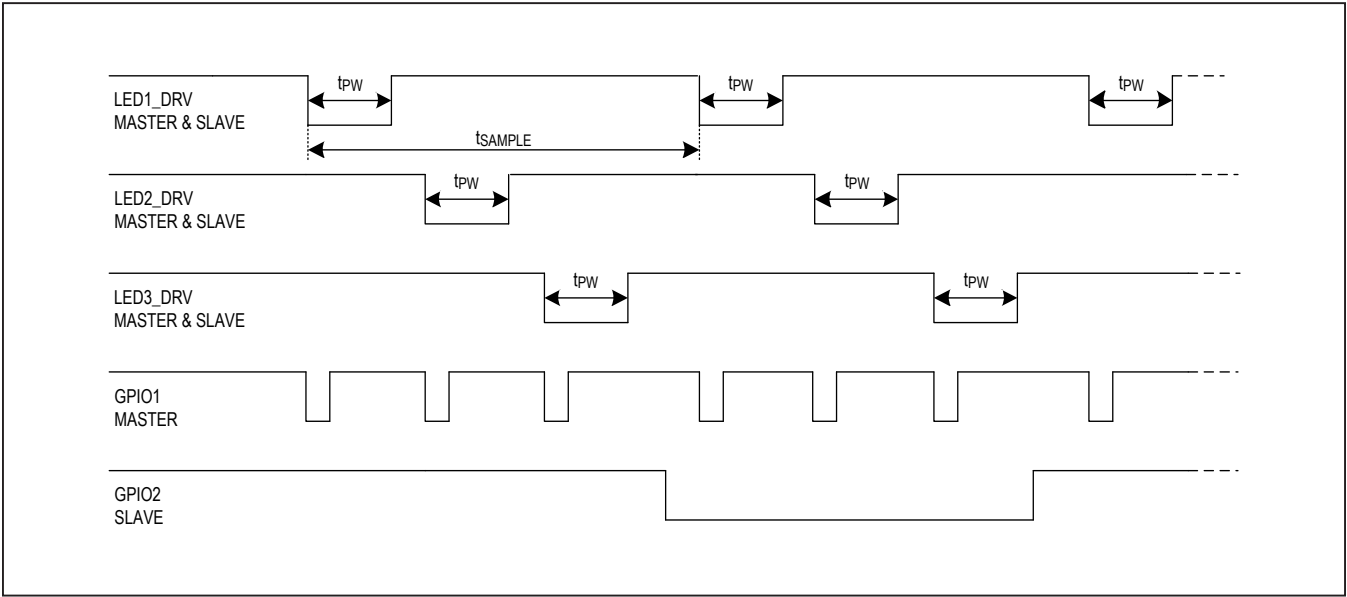 tPW tPW tPW
LED1_DRV
MASTER & SLAVE
tSAMPLE
tPW tPW
LED2_DRV
MASTER & SLAVE
tPW tPW
LED3_DRV
MASTER & SLAVE
GPIO1
MASTER
GPIO2
SLAVE